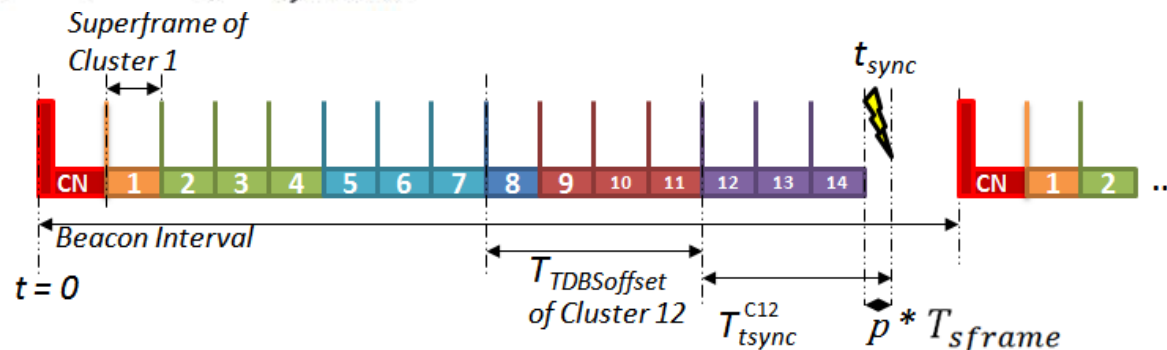 Superframe of
Cluster 1
t_sync
CN 1 2 3 4 5 6 7 8 9 10 11 12 13 14 CN 1 2 ..
Beacon Interval
t = 0
T_TDBSoffset
of Cluster 12
T_tsync^C12
p * T_sframe